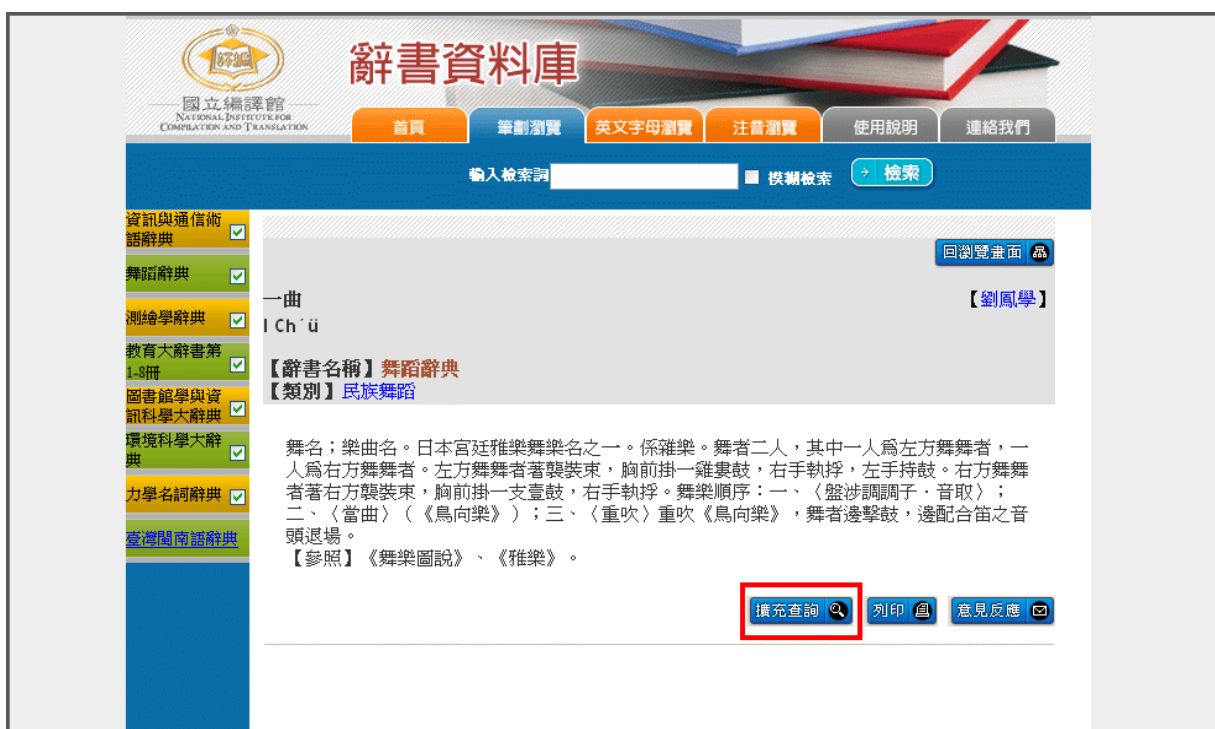 辭書資料庫
國立編譯館
NATIONAL INSTITUTE FOR
COMPILATION AND TRANSLATION
首頁 筆劃瀏覽 英文字母瀏覽 注音瀏覽 使用說明 連絡我們
輸入檢索詞 模糊檢索 檢索
資訊與通信術
語辭典
舞蹈辭典
測繪學辭典
教育大辭書第
1-8冊
圖書館學與資
訊科學大辭典
環境科學大辭
典
力學名詞辭典
臺灣閩南語辭典
回瀏覽畫面
一曲 【劉鳳學】
I Ch´ü
【辭書名稱】舞蹈辭典
【類別】民族舞蹈
舞名；樂曲名。日本宮廷雅樂舞樂名之一。係雜樂。舞者二人，其中一人爲左方舞舞者，一
人爲右方舞舞者。左方舞舞者著襲裝束，胸前掛一雞婁鼓，右手執捊，左手持鼓。右方舞舞
者著右方襲裝束，胸前掛一支壹鼓，右手執捊。舞樂順序：一、〈盤涉調調子．音取〉；
二、〈當曲〉（《鳥向樂》）；三、〈重吹〉重吹《鳥向樂》，舞者邊擊鼓，邊配合笛之音
頭退場。
【參照】《舞樂圖說》、《雅樂》。
擴充查詢 列印 意見反應